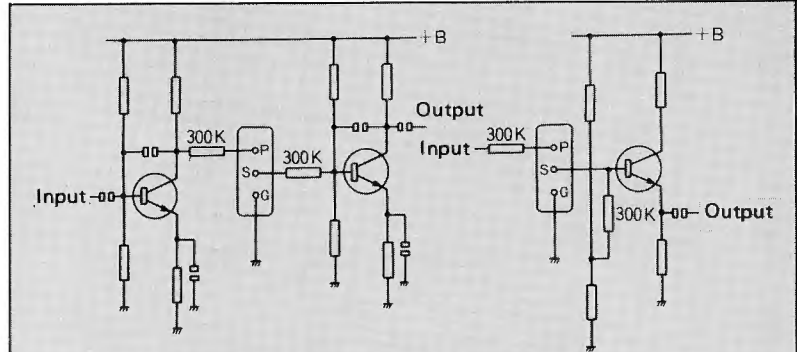 +B
+B
Output
300K
P
300K
Input
300K
P
S
S
Input
G
G
300K
Output